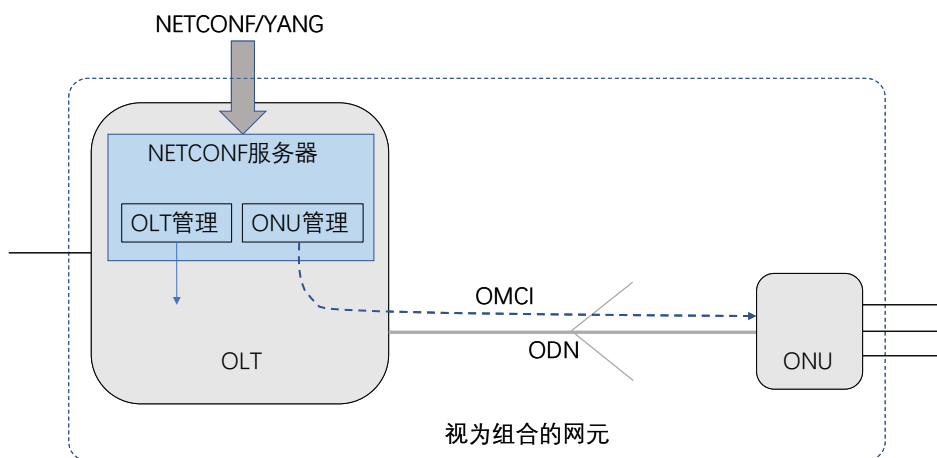 NETCONF/YANG
NETCONF服务器
OLT管理
ONU管理
OMCI
ODN
OLT
ONU
视为组合的网元